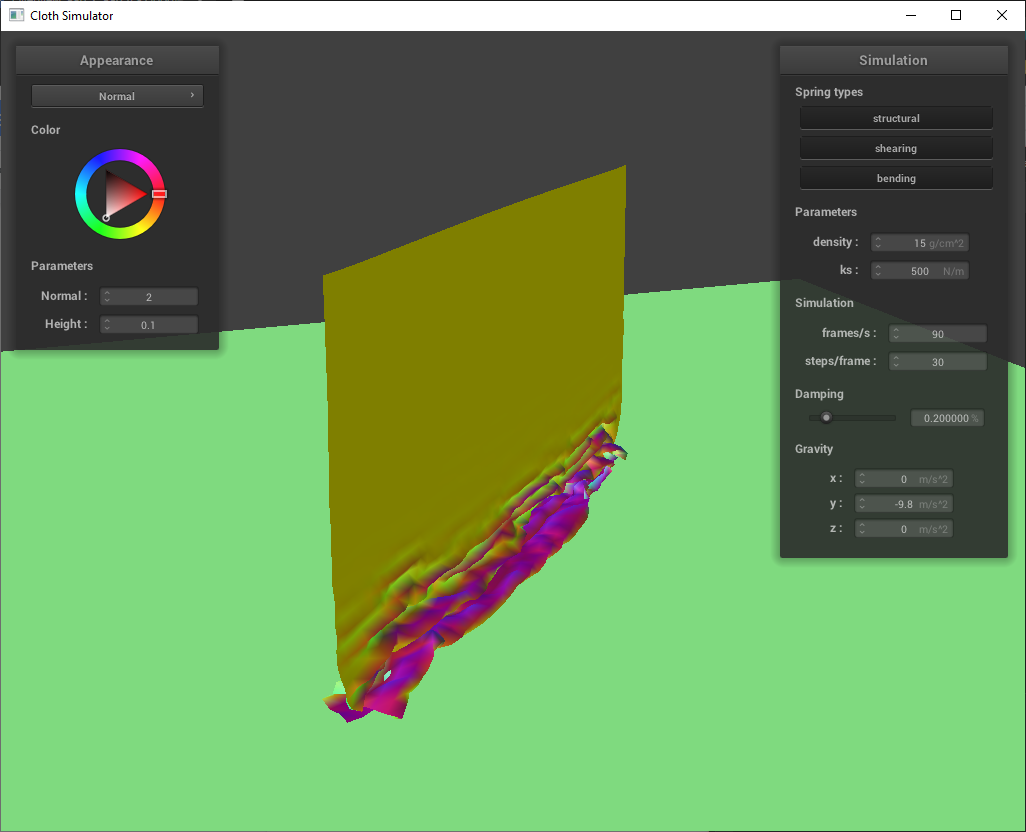 Cloth Simulator
Appearance
Normal
Color
Parameters
Normal : 2
Height : 0.1
Simulation
Spring types
structural
shearing
bending
Parameters
density : 15 g/cm^2
ks : 500 N/m
Simulation
frames/s : 90
steps/frame : 30
Damping
0.200000 %
Gravity
x : 0 m/s^2
y : -9.8 m/s^2
z : 0 m/s^2